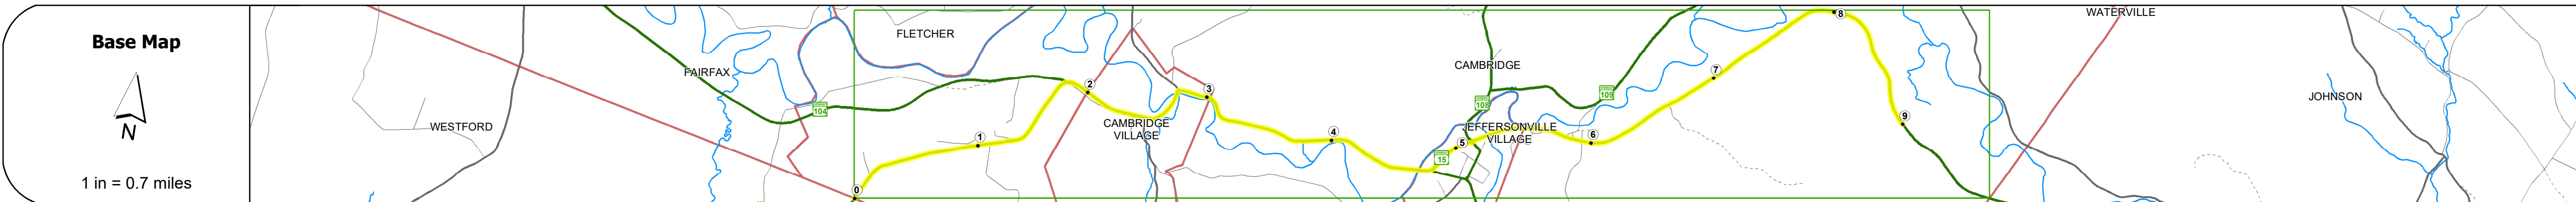 Base Map
N
1 in = 0.7 miles
WESTFORD
FAIRFAX
104
FLETCHER
0
1
2
CAMBRIDGE
VILLAGE
3
4
CAMBRIDGE
108
109
15
5
JEFFERSONVILLE
VILLAGE
6
7
8
9
WATERVILLE
JOHNSON